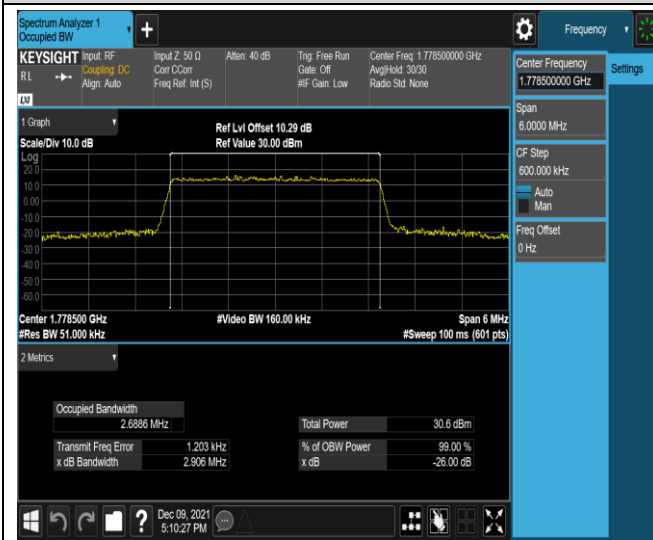 Spectrum Analyzer 1
Occupied BW
+
Frequency
KEYSIGHT
Input: RF
Input Z: 50 Ω
Atten: 40 dB
Trig: Free Run
Center Freq: 1.778500000 GHz
RL
Coupling: DC
Corr CCorr
Gate: Off
Avg|Hold: 30/30
Align: Auto
Freq Ref: Int (S)
#IF Gain: Low
Radio Std: None
LXI
Center Frequency
1.778500000 GHz
Settings
Span
6.0000 MHz
CF Step
600.000 kHz
Auto
Man
Freq Offset
0 Hz
1 Graph
Ref Lvl Offset 10.29 dB
Scale/Div 10.0 dB
Ref Value 30.00 dBm
Log
20.0
10.0
0.00
-10.0
-20.0
-30.0
-40.0
-50.0
-60.0
Center 1.778500 GHz
#Video BW 160.00 kHz
Span 6 MHz
#Res BW 51.000 kHz
#Sweep 100 ms (601 pts)
2 Metrics
Occupied Bandwidth
2.6886 MHz
Total Power
30.6 dBm
Transmit Freq Error
1.203 kHz
% of OBW Power
99.00 %
x dB Bandwidth
2.906 MHz
x dB
-26.00 dB
?
Dec 09, 2021
5:10:27 PM